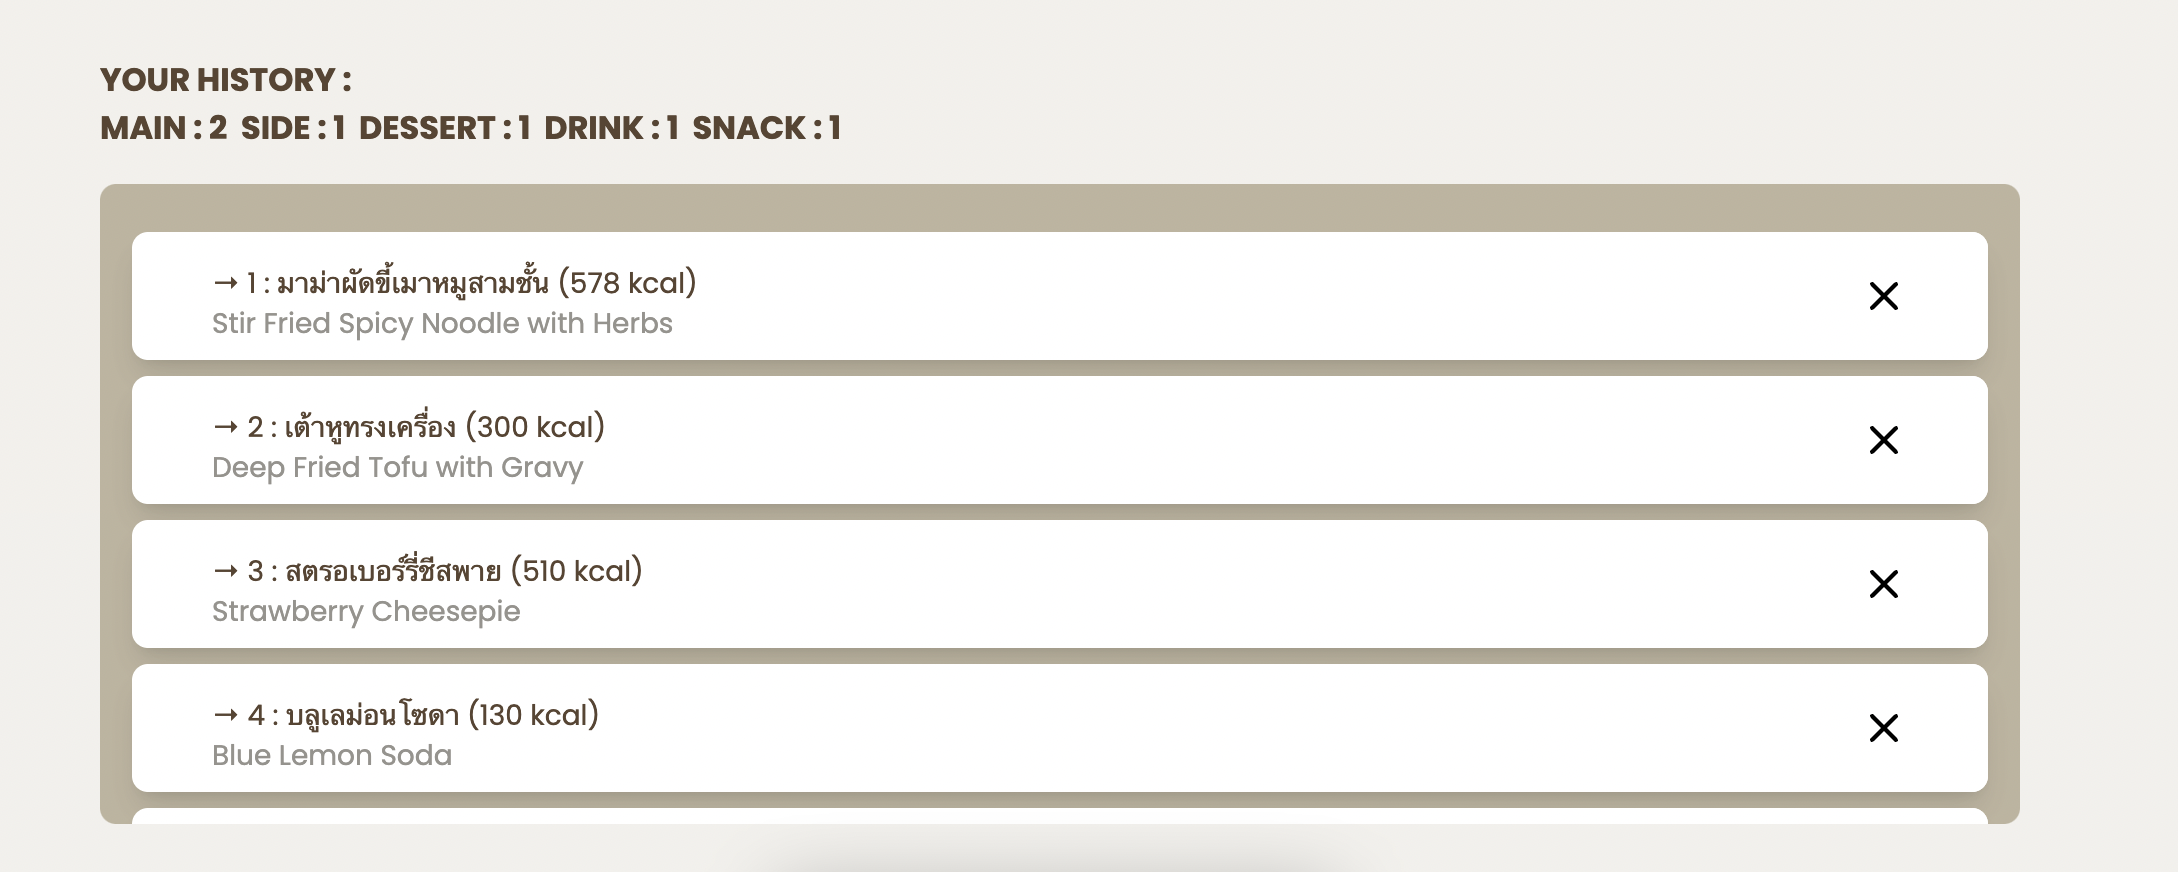 YOUR HISTORY :
MAIN : 2 SIDE : 1 DESSERT : 1 DRINK : 1 SNACK : 1
→ 1 : มาม่าผัดขี้เมาหมูสามชั้น (578 kcal)
Stir Fried Spicy Noodle with Herbs
→ 2 : เต้าหู้ทรงเครื่อง (300 kcal)
Deep Fried Tofu with Gravy
→ 3 : สตรอเบอร์รี่ชีสพาย (510 kcal)
Strawberry Cheesepie
→ 4 : บลูเลม่อนโซดา (130 kcal)
Blue Lemon Soda